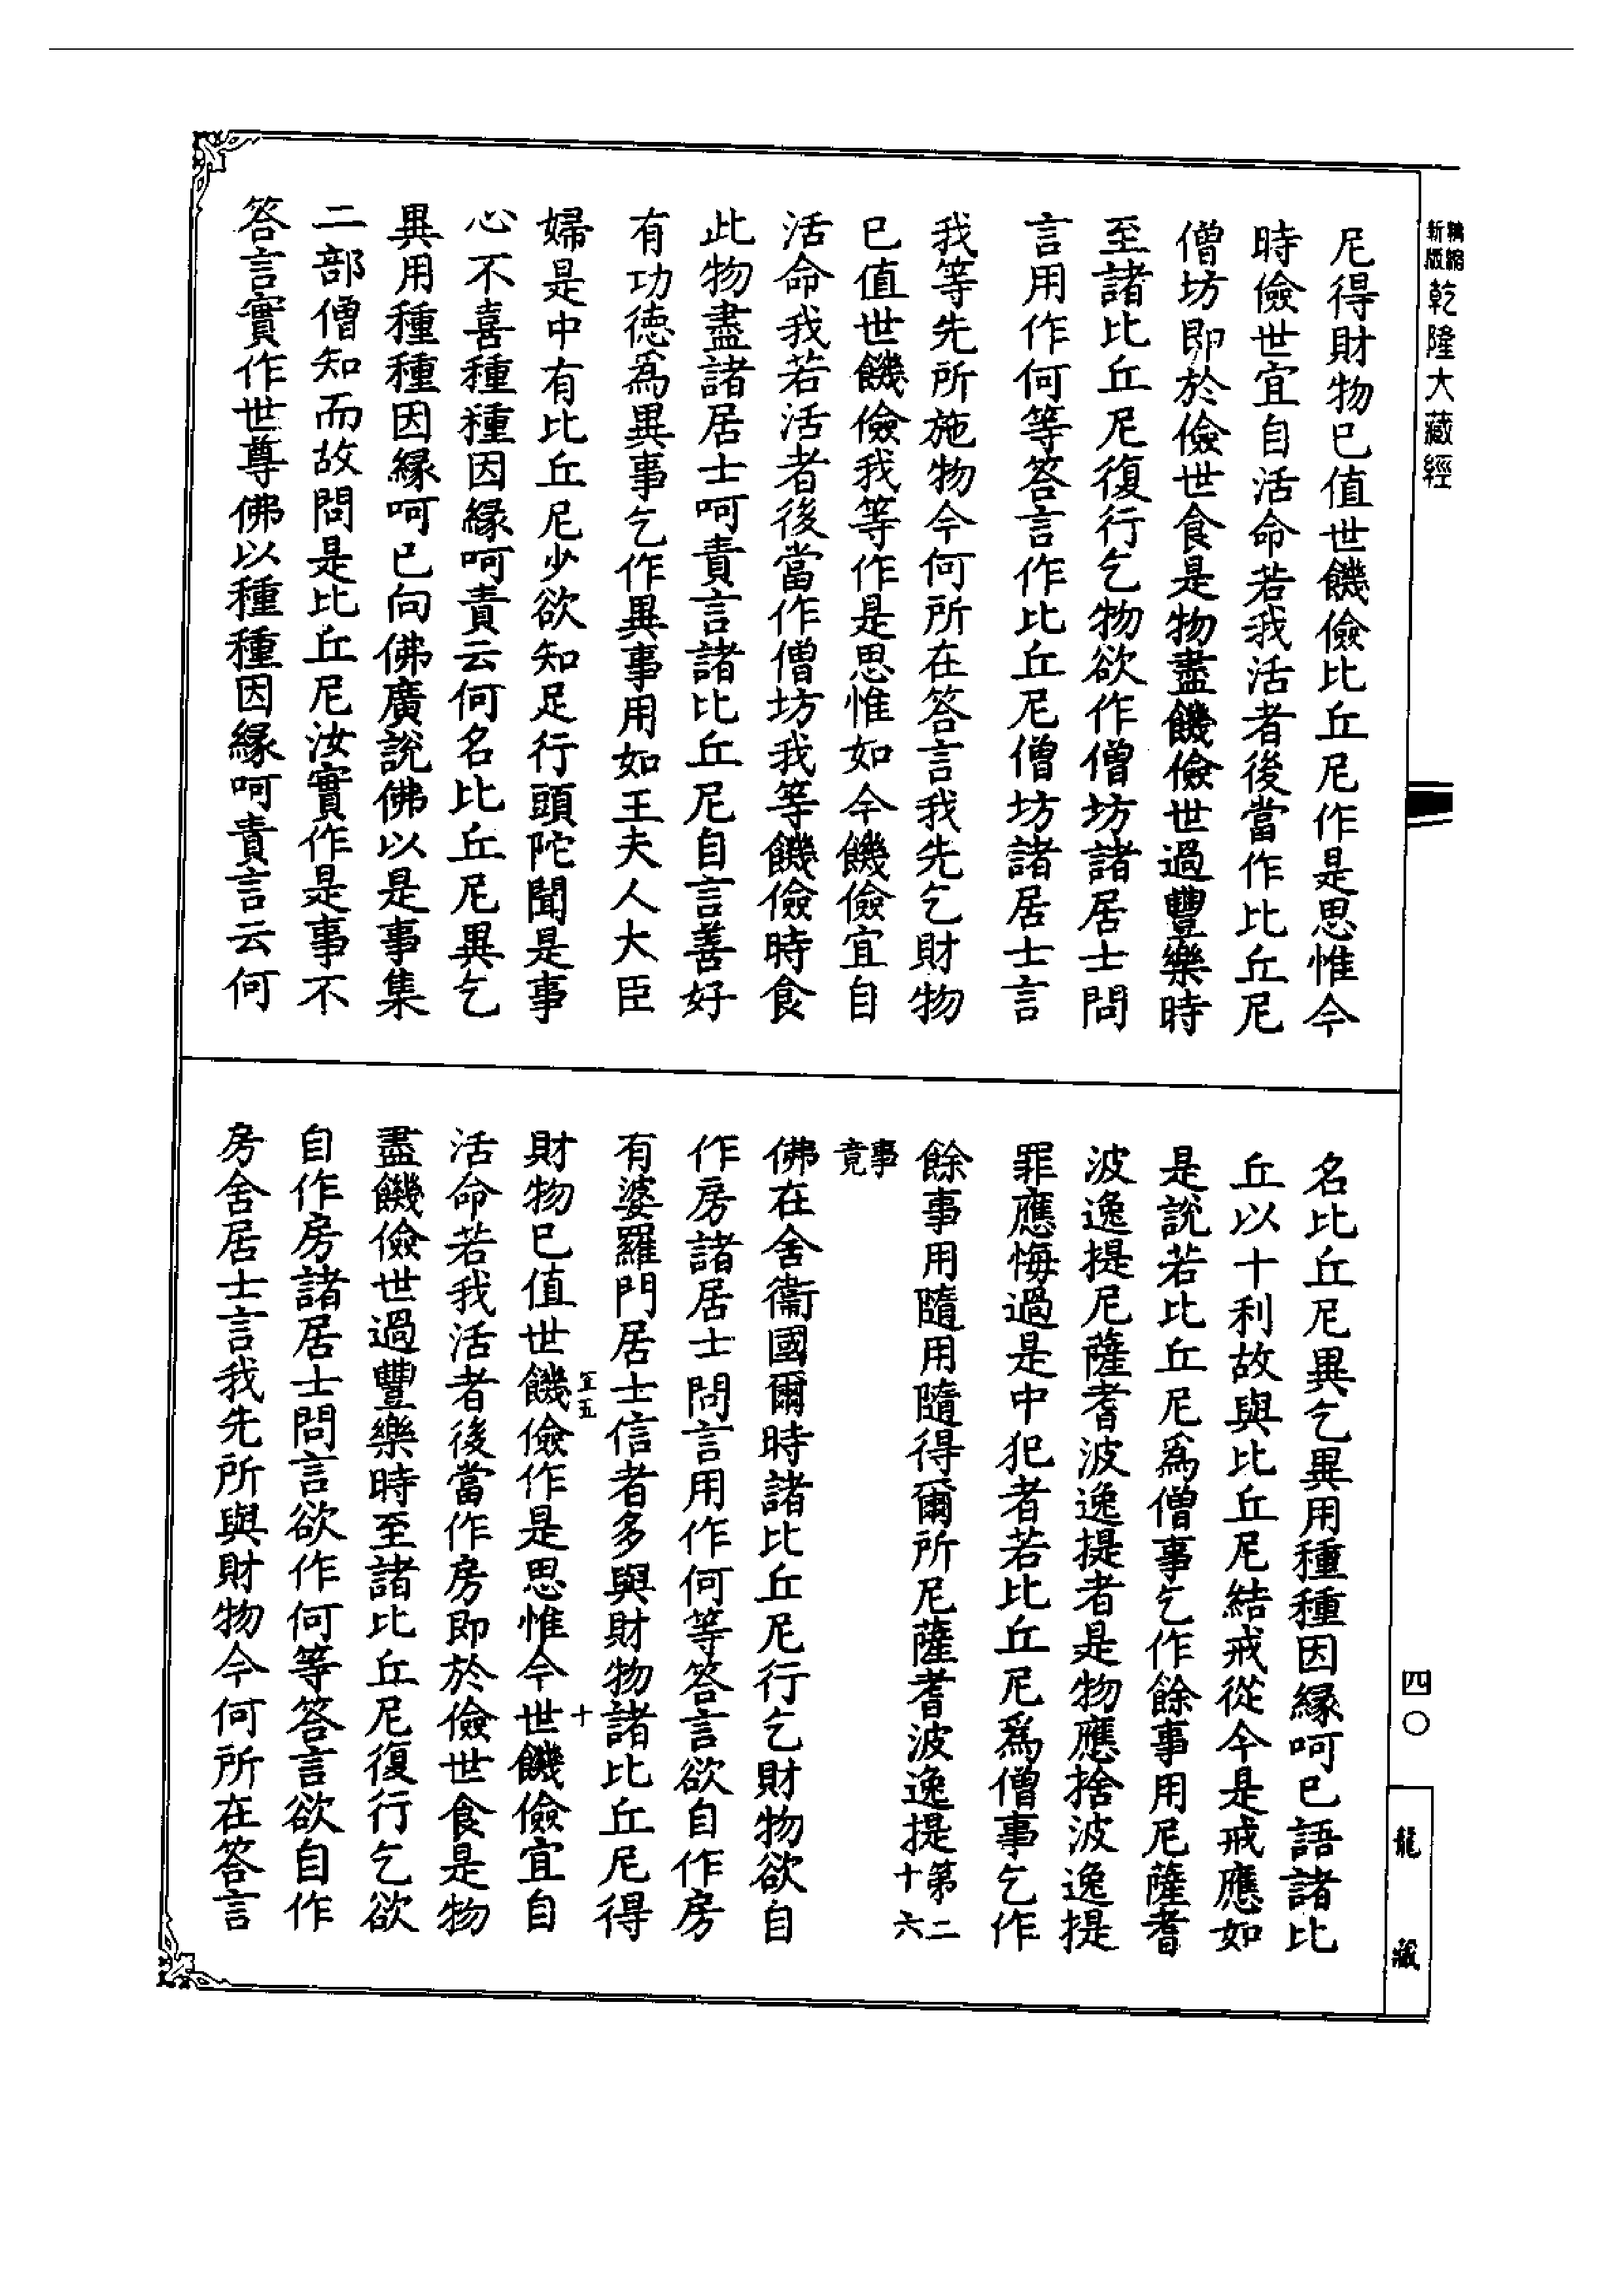 精縮
新版
乾隆大藏經
尼得財物已值世饑儉比丘尼作是思惟今
時儉世宜自活命若我活者後當作比丘尼
僧坊即於儉世食是物盡饑儉世過豐樂時
至諸比丘尼復行乞物欲作僧坊諸居士問
言用作何等答言作比丘尼僧坊諸居士言
我等先所施物今何所在答言我先乞財物
已值世饑儉我等作是思惟如今饑儉宜自
活命我若活者後當作僧坊我等饑儉時食
此物盡諸居士呵責言諸比丘尼自言善好
有功德爲異事乞作異事用如王夫人大臣
婦是中有比丘尼少欲知足行頭陀聞是事
心不喜種種因緣呵責云何名比丘尼異乞
異用種種因緣呵已向佛廣說佛以是事集
二部僧知而故問是比丘尼汝實作是事不
答言實作世尊佛以種種因緣呵責言云何
名比丘尼異乞異用種種因緣呵已語諸比
丘以十利故與比丘尼結戒從今是戒應如
是說若比丘尼爲僧事乞作餘事用尼薩耆
波逸提尼薩耆波逸提者是物應捨波逸提
罪應悔過是中犯者若比丘尼爲僧事乞作
餘事用隨用隨得爾所尼薩耆波逸提第二十六
事竟
佛在舍衞國爾時諸比丘尼行乞財物欲自
作房諸居士問言用作何等答言欲自作房
有婆羅門居士信者多與財物諸比丘尼得
財物已值世饑儉作是思惟今世饑儉宜自
活命若我活者後當作房即於儉世食是物
盡饑儉世過豐樂時至諸比丘尼復行乞欲
自作房諸居士問言欲作何等答言欲自作
房舍居士言我先所與財物今何所在答言
四〇
龍藏